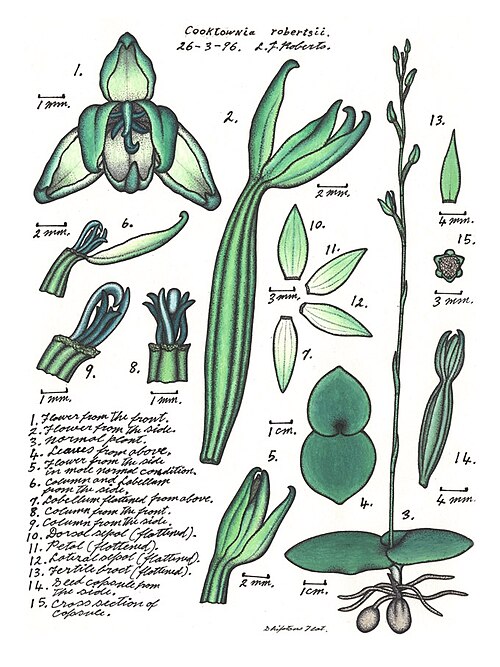 Cooktownia robertsii.
26-3-96. L.J. Roberts.
1.
1 mm.
2.
2 mm.
13.
4 mm.
15.
3 mm.
6.
2 mm.
10.
3 mm.
11.
12.
7.
9.
1 mm.
8.
1 mm.
1 cm.
5.
4.
14.
4 mm
3.
2 mm.
1 cm.
1. Flower from the front.
2. Flower from the side.
3. Normal plant.
4. Leaves from above.
5. Flower from the side
in more normal condition.
6. Column and labellum
from the side.
7. Labellum flattened from above.
8. Column from the front.
9. Column from the side.
10. Dorsal sepal (flattened).
11. Petal (flattened).
12. Lateral sepal (flattened).
13. Fertile bract (flattened).
14. Seed capsule from
the side.
15. Cross section of
capsule.